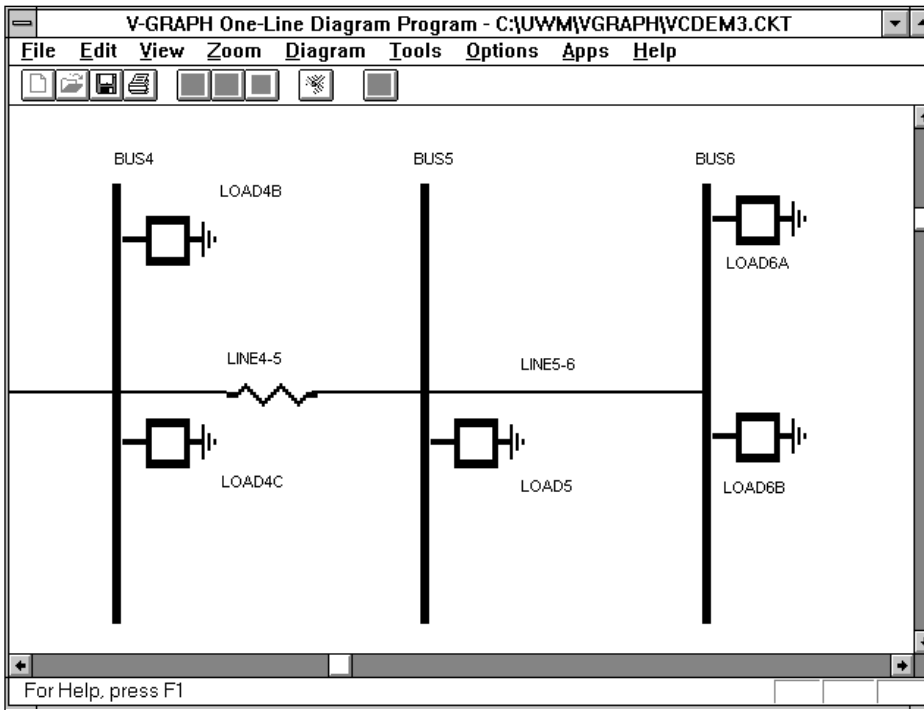 V-GRAPH One-Line Diagram Program - C:\UWM\VGRAPH\VCDEM3.CKT
File Edit View Zoom Diagram Tools Options Apps Help
BUS4 BUS5 BUS6
LOAD4B
LOAD6A
LINE4-5 LINE5-6
LOAD4C LOAD5 LOAD6B
For Help, press F1